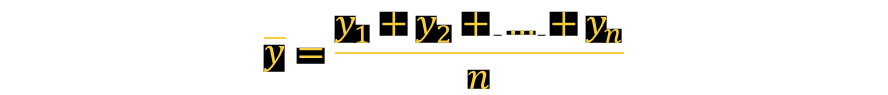 y̅ = (y₁ + y₂ + ... + yₙ) / n